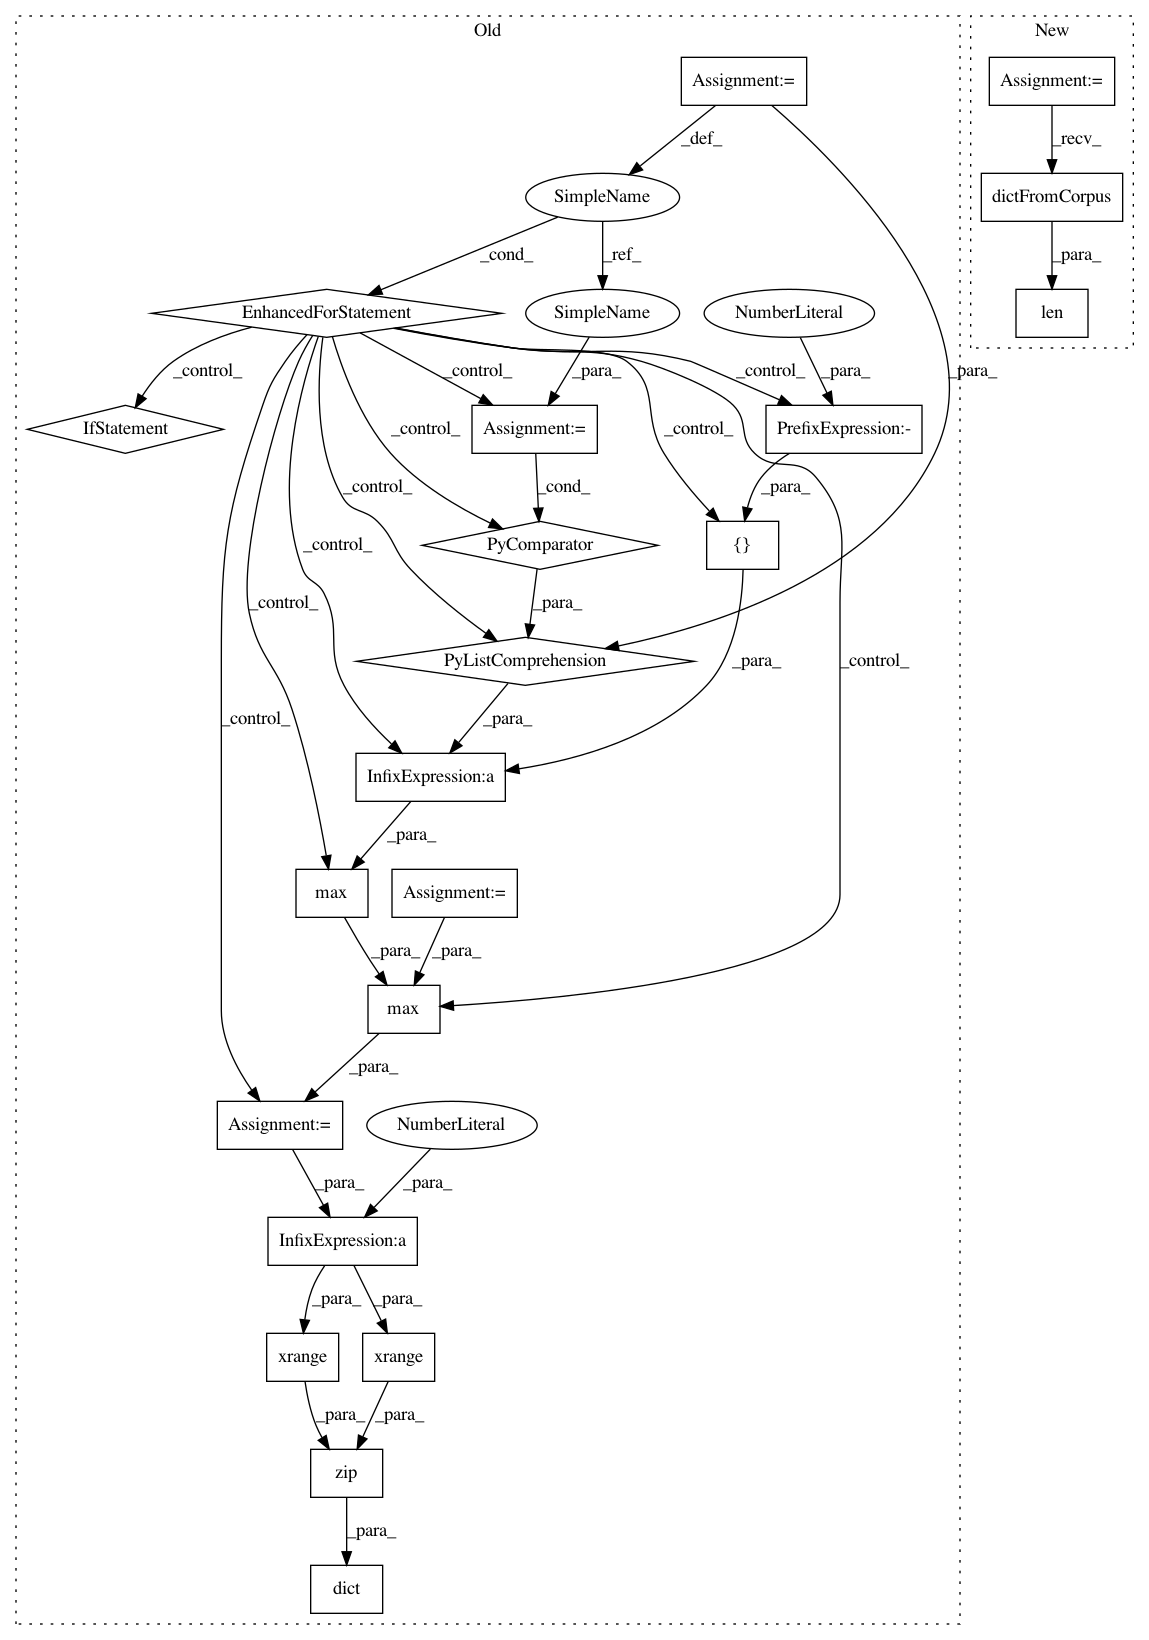 Old
New
Assignment:=
Assignment:=
_def_
_recv_
SimpleName
dictFromCorpus
_cond_
_ref_
_para_
EnhancedForStatement
SimpleName
NumberLiteral
len
_control_
_control_
_para_
_control_
_para_
_para_
IfStatement
Assignment:=
PrefixExpression:-
_control_
_control_
_control_
_cond_
_para_
PyComparator
{}
_control_
_control_
_para_
PyListComprehension
_para_
_control_
_control_
_para_
InfixExpression:a
_para_
max
Assignment:=
_para_
_para_
max
_para_
Assignment:=
NumberLiteral
_para_
_para_
InfixExpression:a
_para_
_para_
xrange
xrange
_para_
_para_
zip
_para_
dict